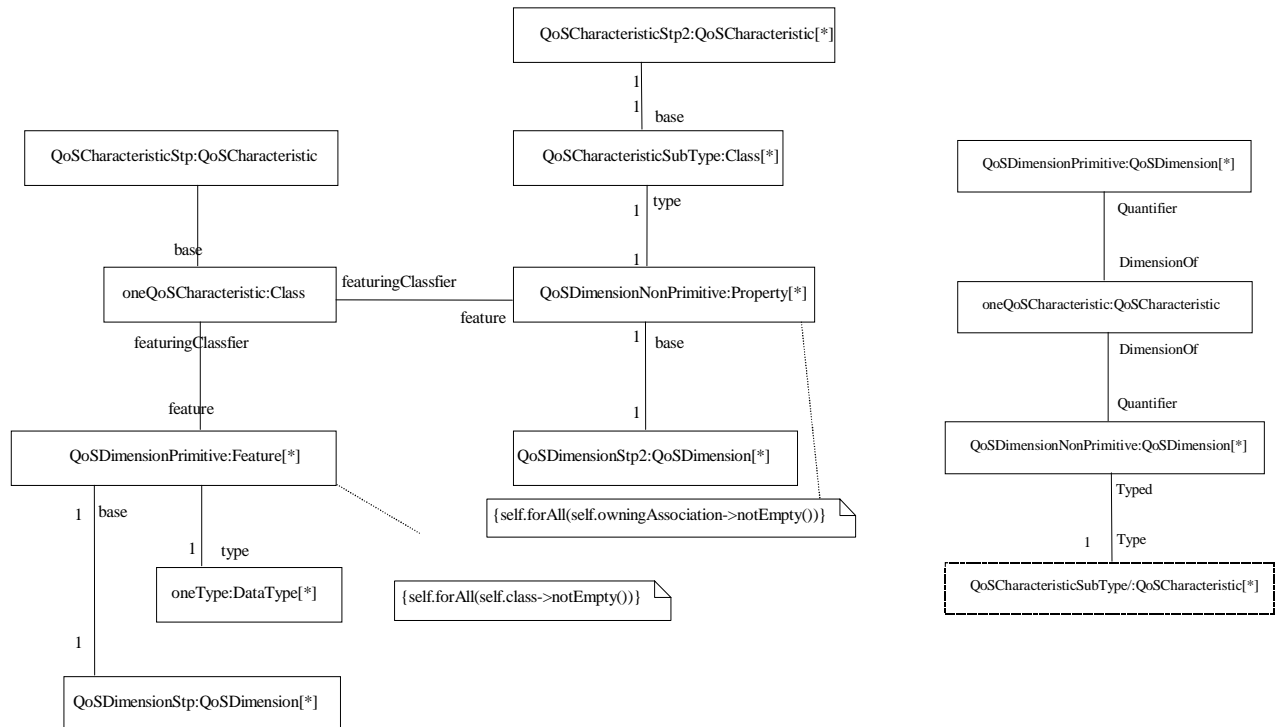 QoSCharacteristicStp2:QoSCharacteristic[*]
1
1
base
QoSCharacteristicStp:QoSCharacteristic
QoSCharacteristicSubType:Class[*]
type
1
1
base
oneQoSCharacteristic:Class
featuringClassfier
feature
QoSDimensionNonPrimitive:Property[*]
featuringClassfier
feature
1
base
1
QoSDimensionPrimitive:Feature[*]
QoSDimensionStp2:QoSDimension[*]
{self.forAll(self.owningAssociation->notEmpty())}
1
base
1
type
oneType:DataType[*]
{self.forAll(self.class->notEmpty())}
1
QoSDimensionStp:QoSDimension[*]
QoSDimensionPrimitive:QoSDimension[*]
Quantifier
DimensionOf
oneQoSCharacteristic:QoSCharacteristic
DimensionOf
Quantifier
QoSDimensionNonPrimitive:QoSDimension[*]
Typed
1
Type
QoSCharacteristicSubType/:QoSCharacteristic[*]